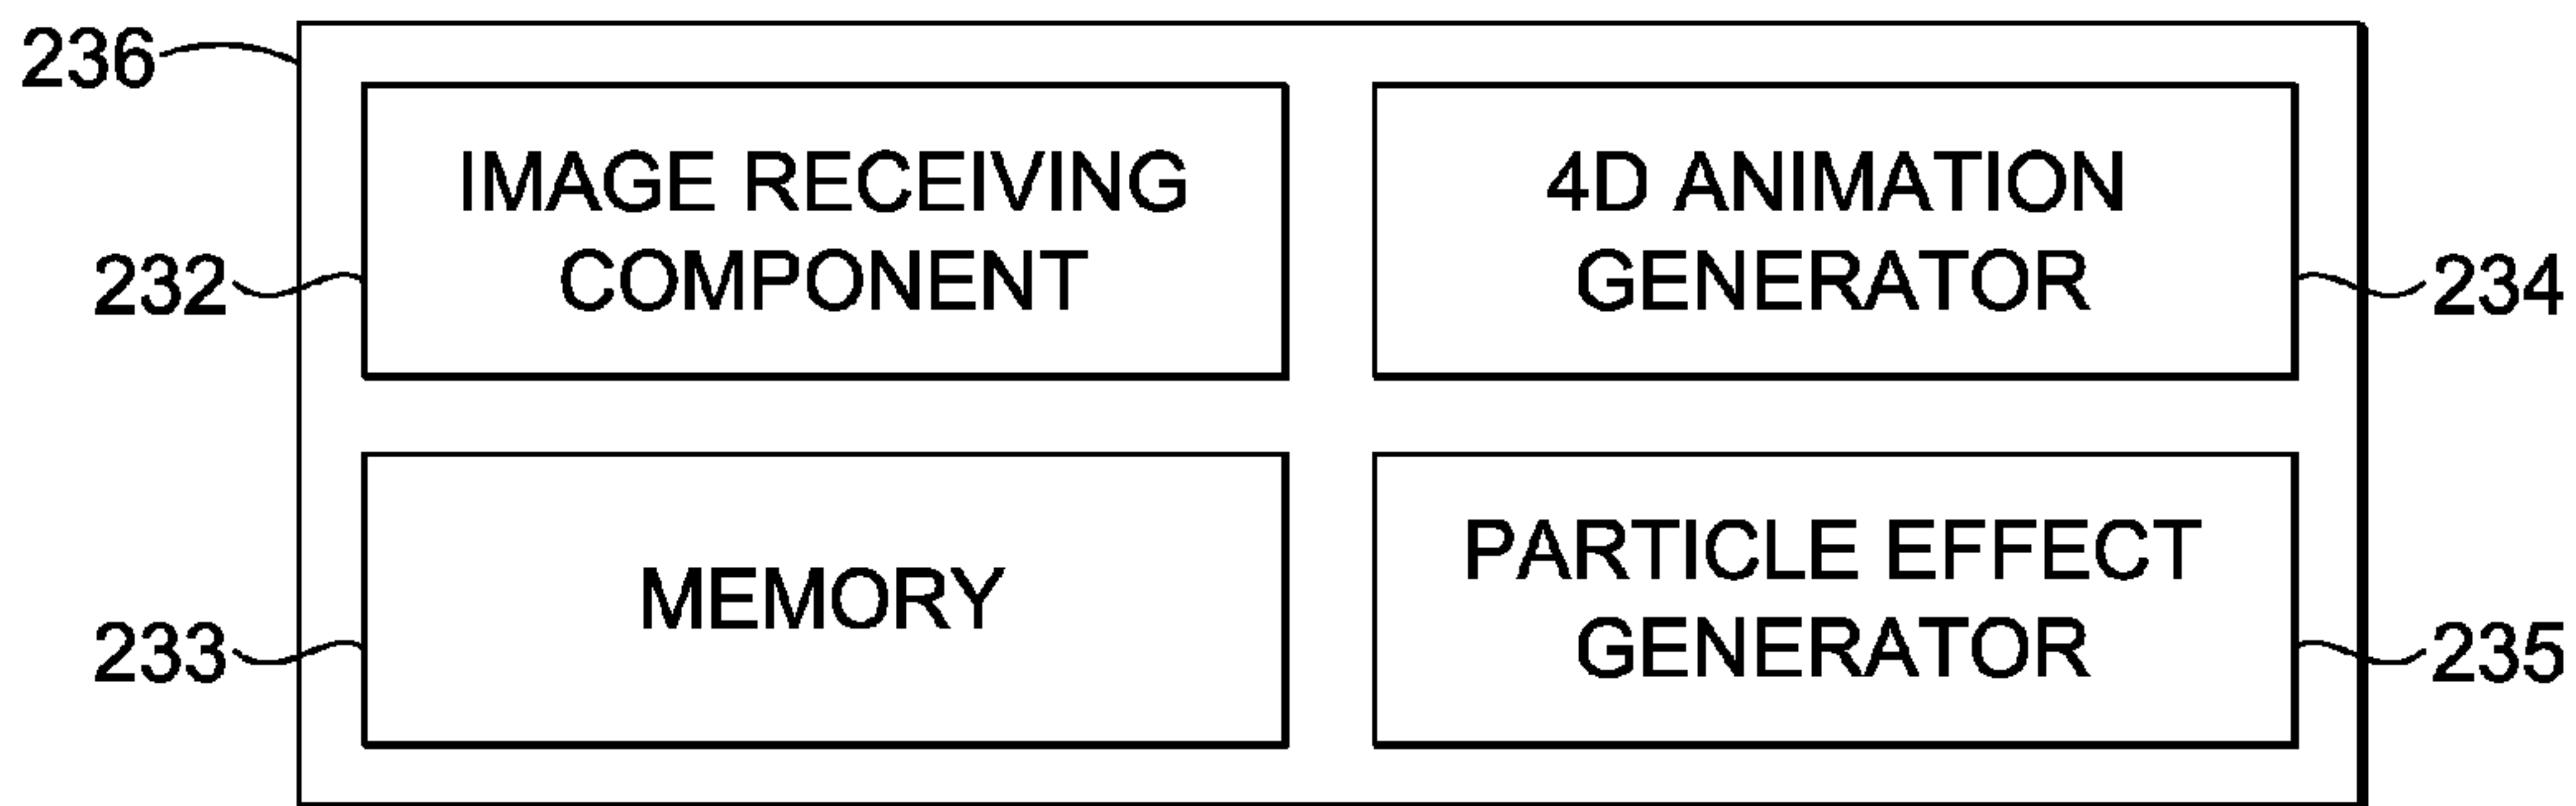 236
IMAGE RECEIVING
COMPONENT
232
4D ANIMATION
GENERATOR
234
MEMORY
233
PARTICLE EFFECT
GENERATOR
235